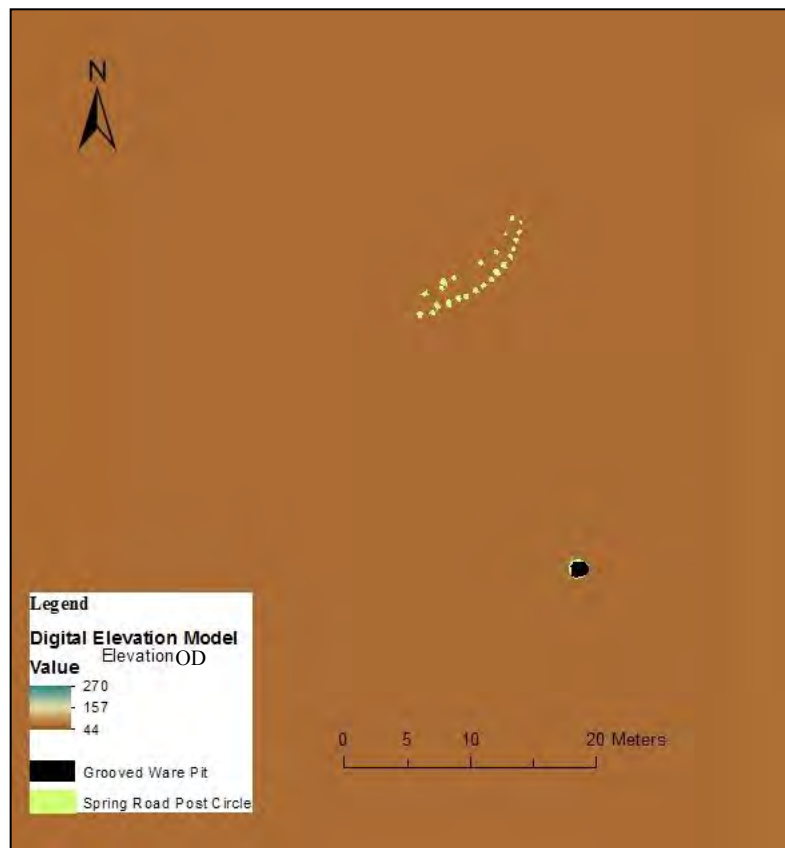 N
Legend
Digital Elevation Model
Elevation OD
Value
270
157
44
Grooved Ware Pit
Spring Road Post Circle
0 5 10 20 Meters